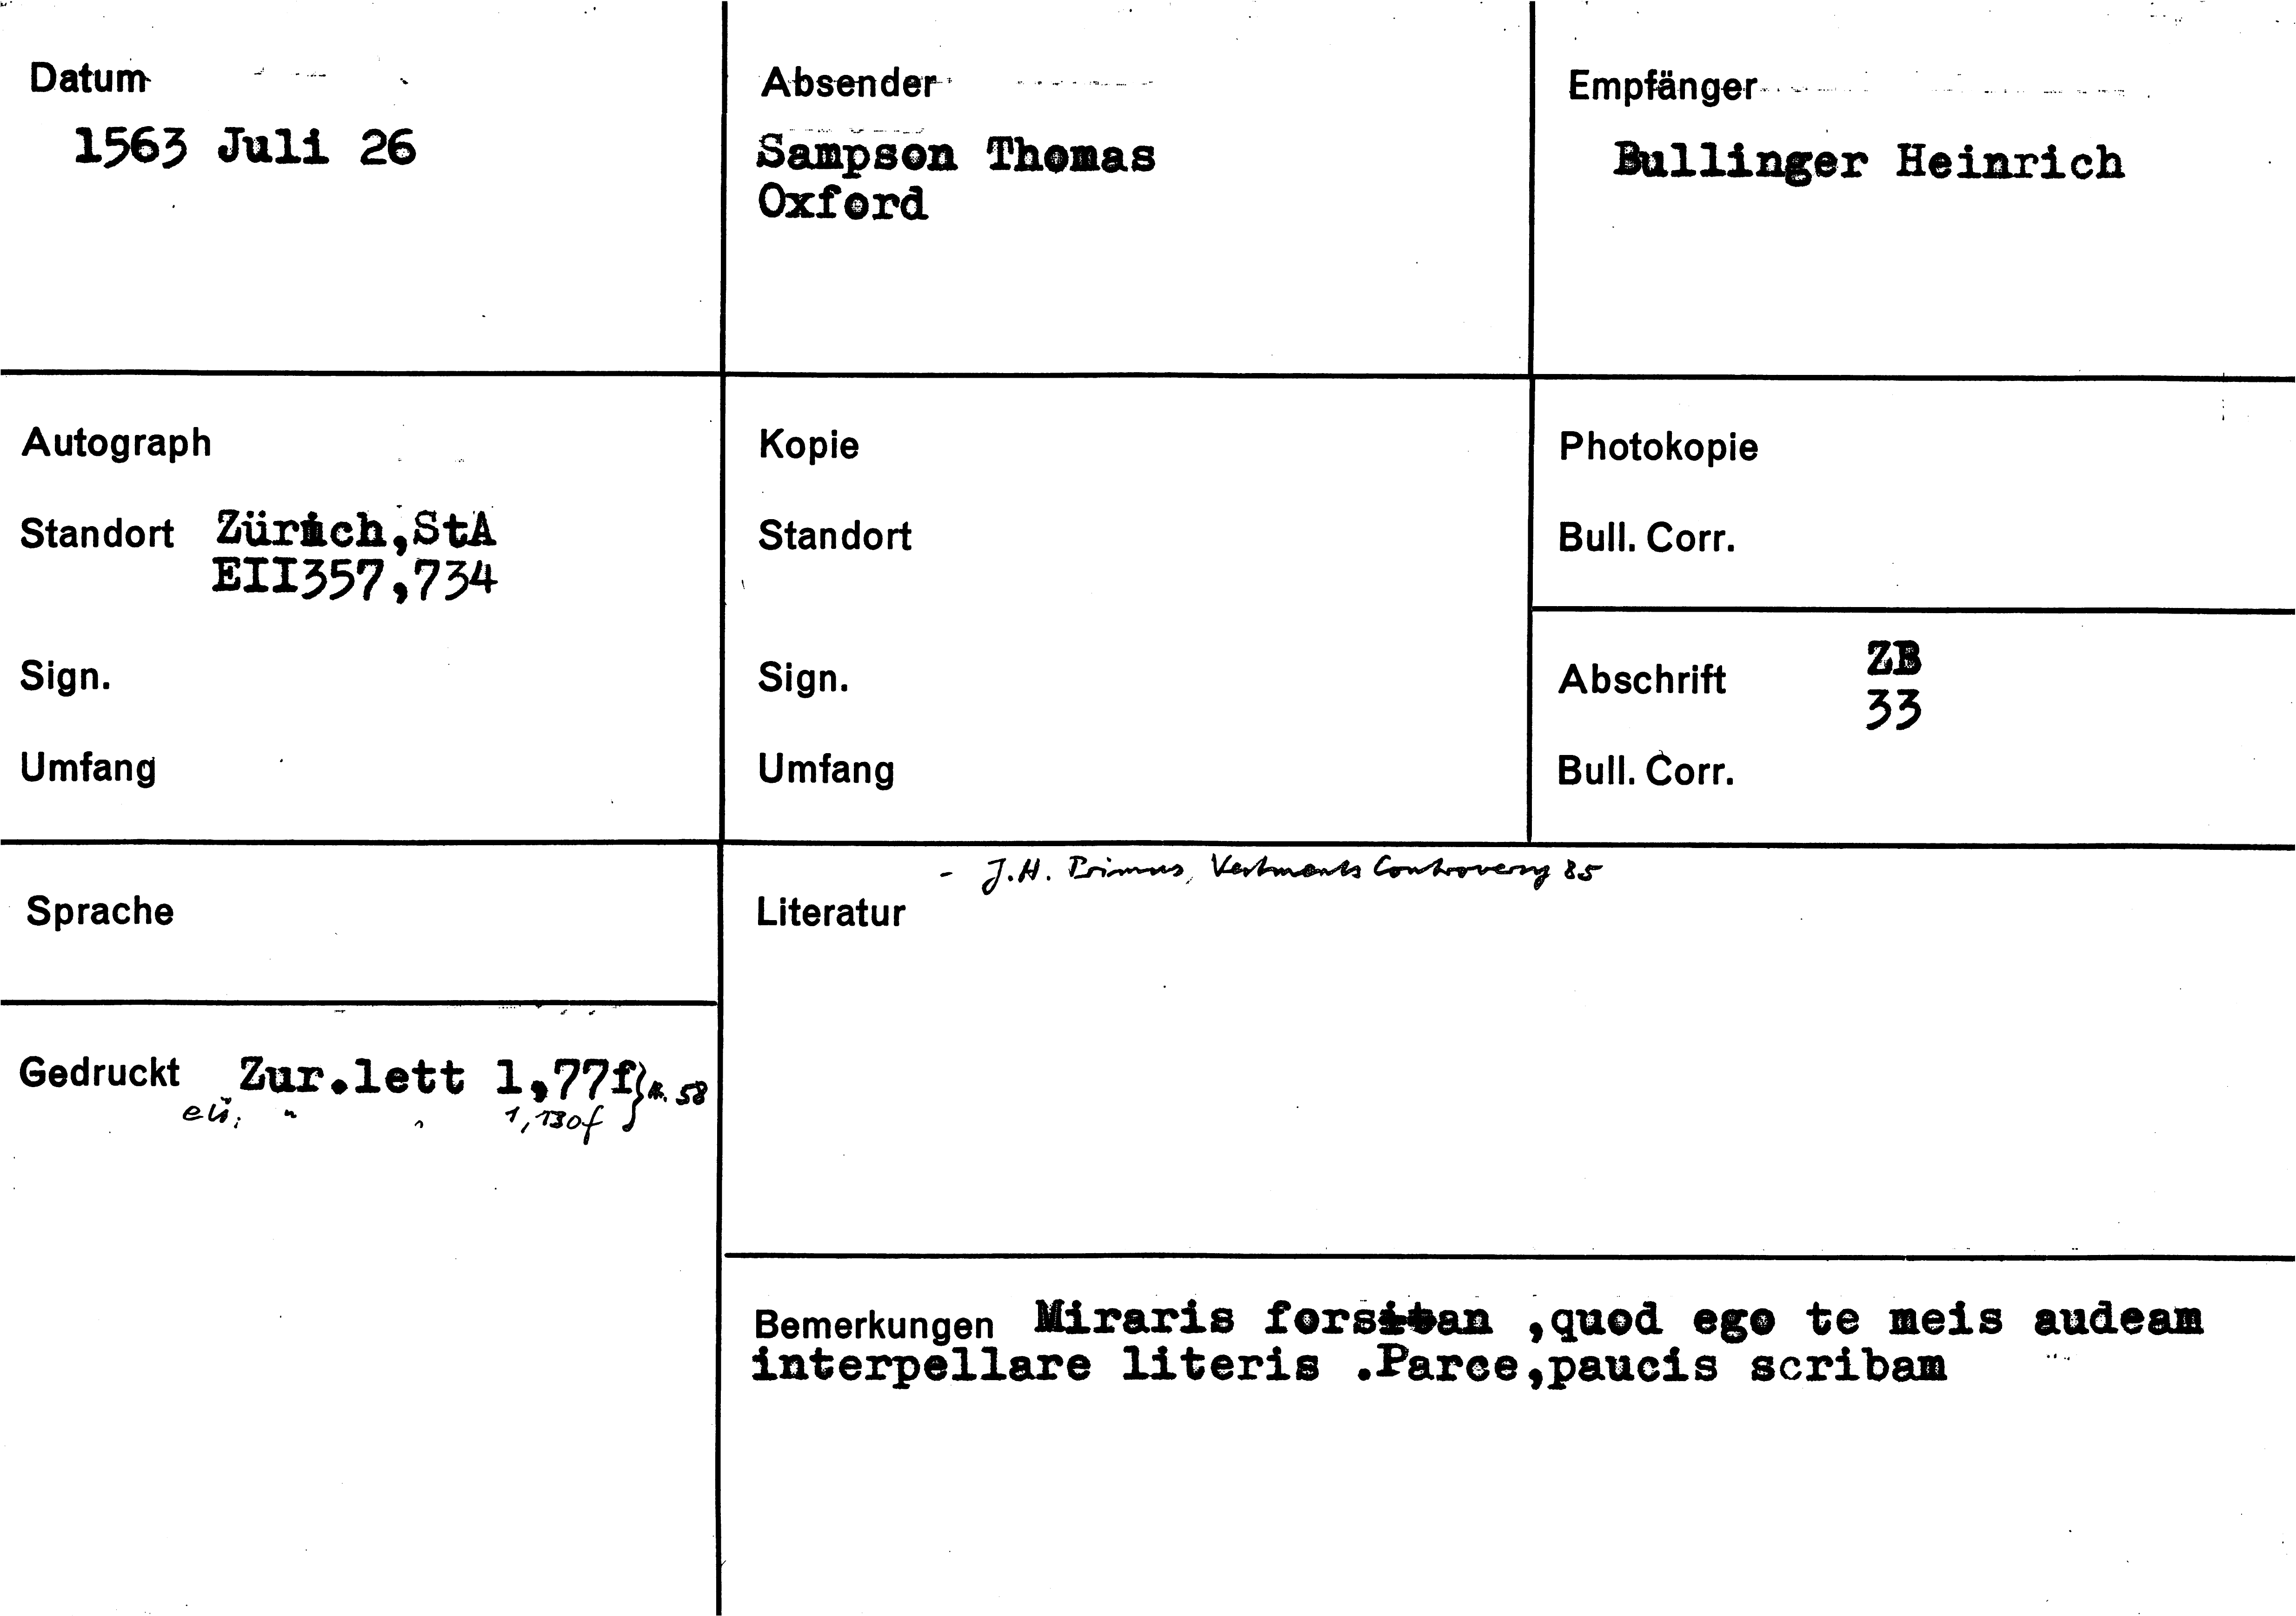 Datum
1563 Juli 26
Absender
Sampson Thomas
Oxford
Empfänger
Bullinger Heinrich
Autograph
Standort Zürich,StA
EII357,734
Sign.
Umfang
Kopie
Standort
Sign.
Umfang
Photokopie
Bull. Corr.
Abschrift ZB
33
Bull. Corr.
Sprache
- J.H. Primus, Vestments Controversy 85
Literatur
Gedruckt Zur.lett 1,77f} Nr. 58
" " 1,130f
Bemerkungen Miraris forsitan ,quod ego te meis audeam
interpellare literis .Parce,paucis scribam